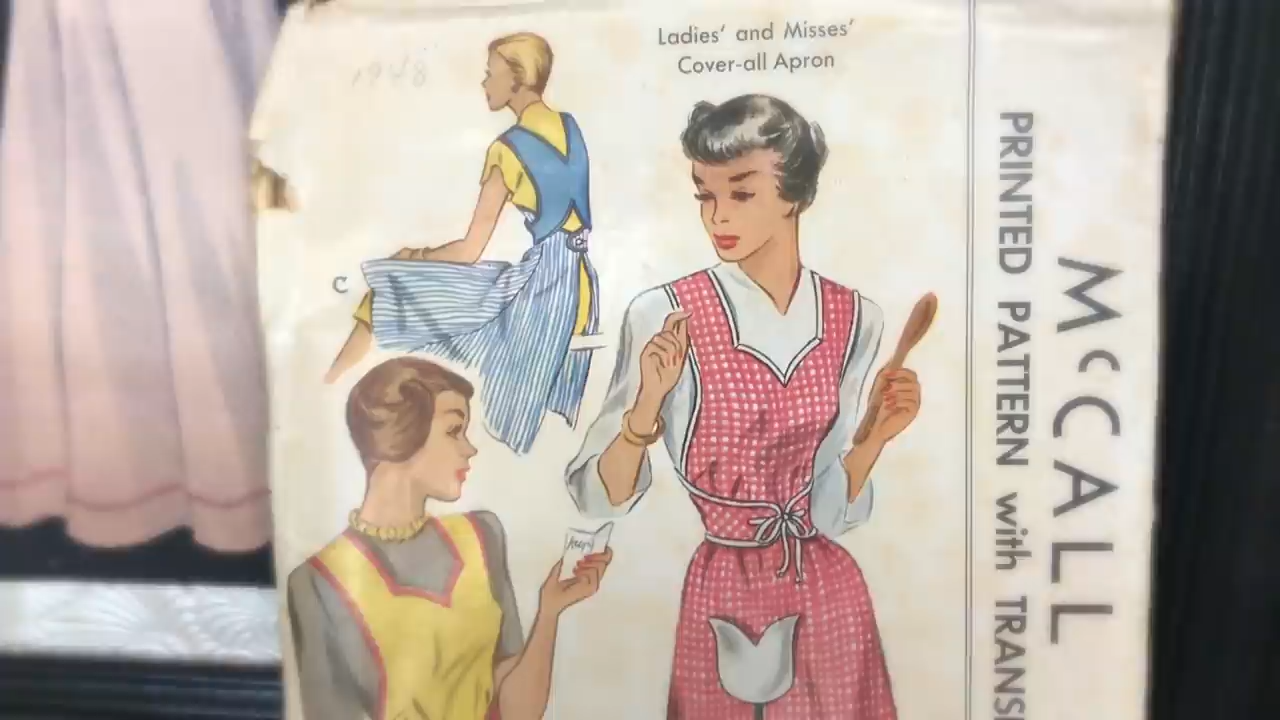 1948
Ladies' and Misses'
Cover-all Apron
C
McCALL
PRINTED PATTERN with TRANS